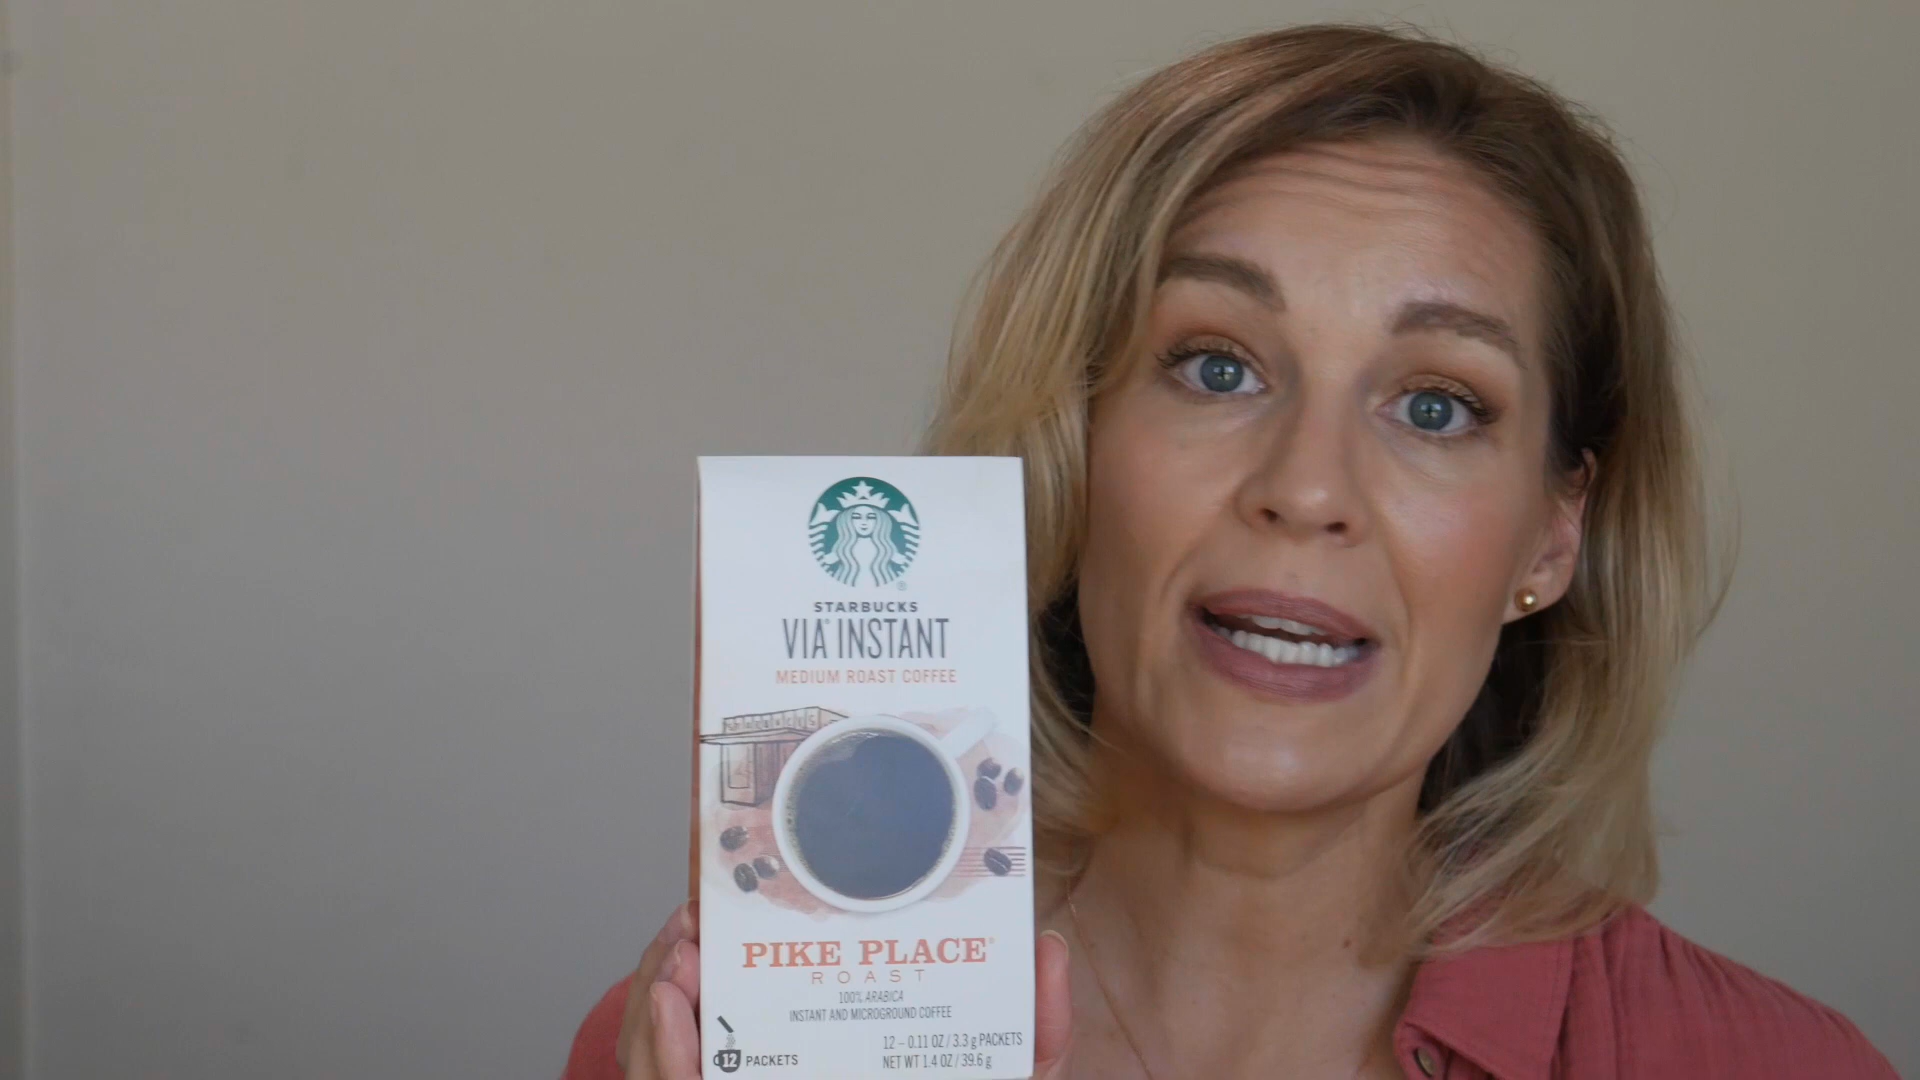 STARBUCKS
VIA® INSTANT
MEDIUM ROAST COFFEE
STARBUCKS
PIKE PLACE®
ROAST
100% ARABICA
INSTANT AND MICROGROUND COFFEE
12 – 0.11 OZ / 3.3 g PACKETS
12 PACKETS
NET WT 1.4 OZ / 39.6 g